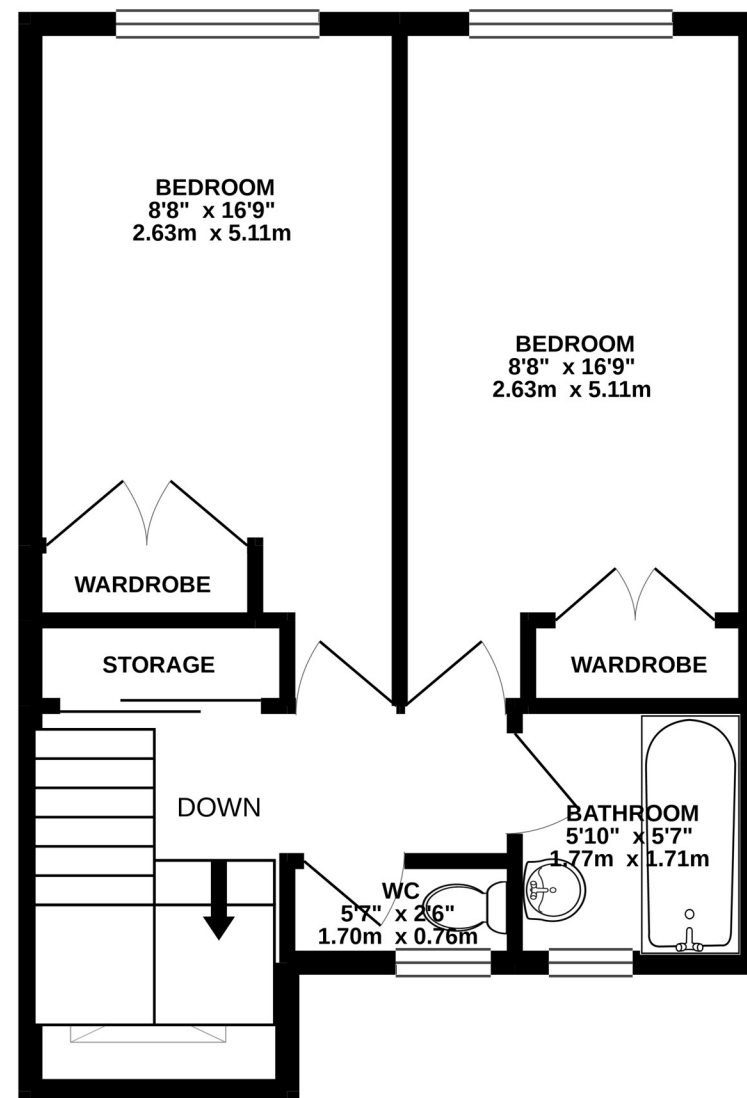 BEDROOM
8'8" x 16'9"
2.63m x 5.11m
BEDROOM
8'8" x 16'9"
2.63m x 5.11m
WARDROBE
STORAGE
WARDROBE
DOWN
BATHROOM
5'10" x 5'7"
1.77m x 1.71m
WC
5'7" x 2'6"
1.70m x 0.76m